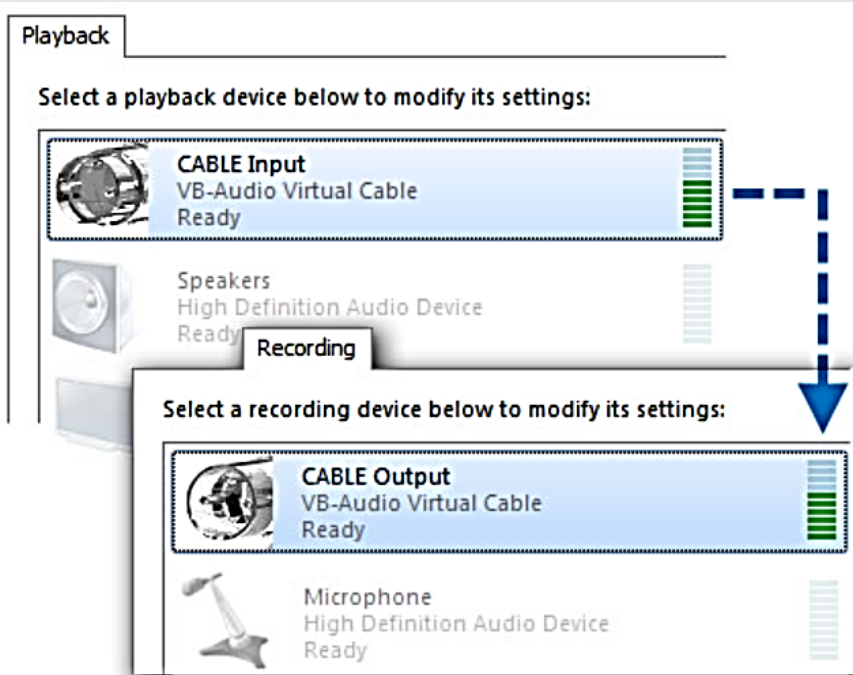 Playback
Select a playback device below to modify its settings:
CABLE Input
VB-Audio Virtual Cable
Ready
Speakers
High Definition Audio Device
Ready
Recording
Select a recording device below to modify its settings:
CABLE Output
VB-Audio Virtual Cable
Ready
Microphone
High Definition Audio Device
Ready